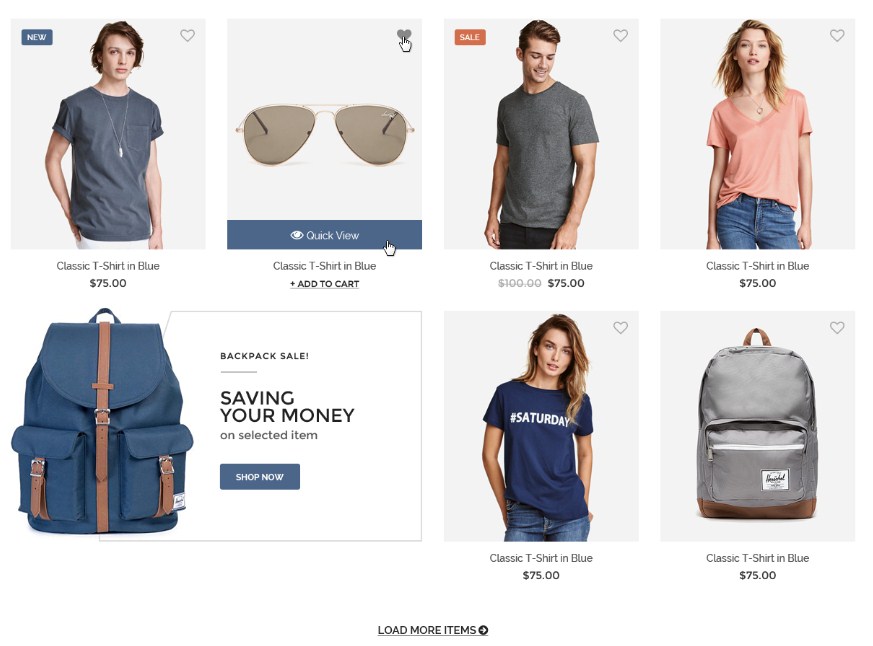 NEW
SALE
Quick View
Classic T-Shirt in Blue
$75.00
Classic T-Shirt in Blue
+ ADD TO CART
Classic T-Shirt in Blue
$100.00 $75.00
Classic T-Shirt in Blue
$75.00
BACKPACK SALE!
SAVING
YOUR MONEY
on selected item
SHOP NOW
#SATURDAY
Herschel
Classic T-Shirt in Blue
$75.00
Classic T-Shirt in Blue
$75.00
LOAD MORE ITEMS